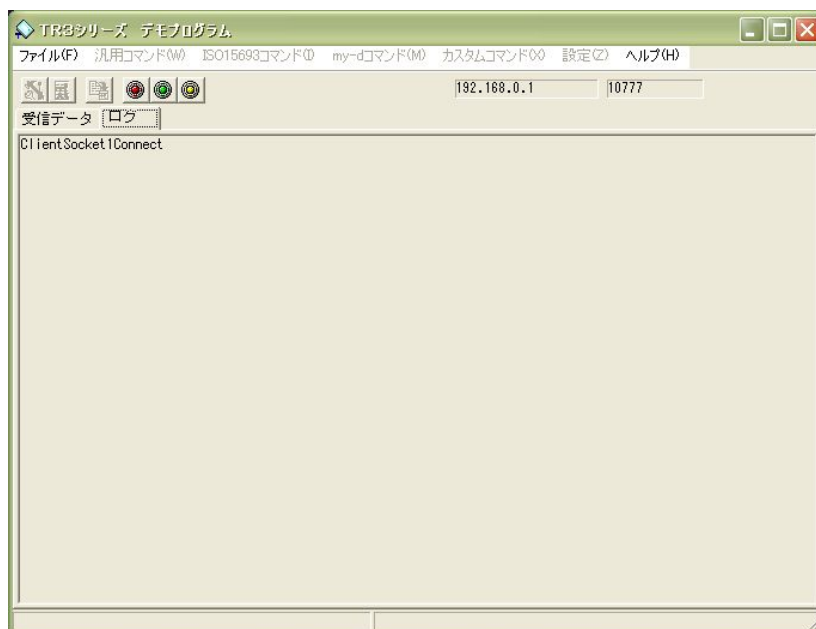 TR3シリーズ デモプログラム
ファイル(F) 汎用コマンド(W) ISO15693コマンド(I) my-dコマンド(M) カスタムコマンド(X) 設定(Z) ヘルプ(H)
192.168.0.1 10777
受信データ ログ
ClientSocket1Connect